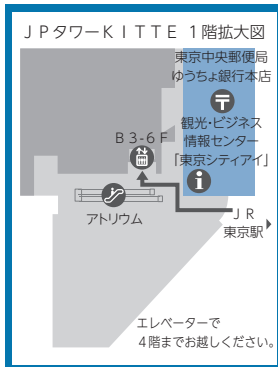 JPタワーKITTE 1階拡大図
東京中央郵便局
ゆうちょ銀行本店
〒
観光・ビジネス
情報センター
「東京シティアイ」
i
B3-6F
アトリウム
JR
東京駅
エレベーターで
4階までお越しください。